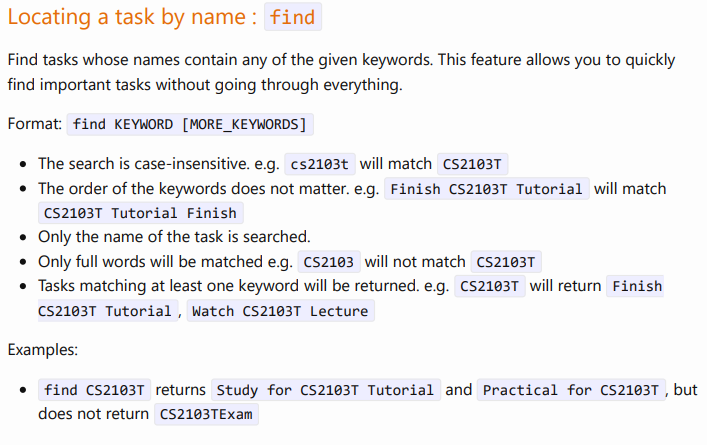 Locating a task by name : find
Find tasks whose names contain any of the given keywords. This feature allows you to quickly
find important tasks without going through everything.
Format: find KEYWORD [MORE_KEYWORDS]
• The search is case-insensitive. e.g. cs2103t will match CS2103T
• The order of the keywords does not matter. e.g. Finish CS2103T Tutorial will match
CS2103T Tutorial Finish
• Only the name of the task is searched.
• Only full words will be matched e.g. CS2103 will not match CS2103T
• Tasks matching at least one keyword will be returned. e.g. CS2103T will return Finish
CS2103T Tutorial, Watch CS2103T Lecture
Examples:
• find CS2103T returns Study for CS2103T Tutorial and Practical for CS2103T, but
does not return CS2103TExam